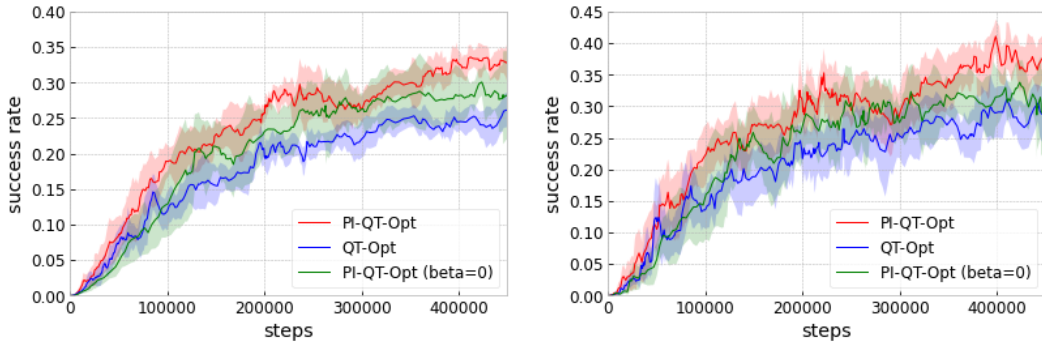 0.40
0.35
0.30
0.25
0.20
0.15
0.10
0.05
0.00
success rate
0
100000
200000
300000
400000
steps
PI-QT-Opt
QT-Opt
PI-QT-Opt (beta=0)
0.45
0.40
0.35
0.30
0.25
0.20
0.15
0.10
0.05
0.00
success rate
0
100000
200000
300000
400000
steps
PI-QT-Opt
QT-Opt
PI-QT-Opt (beta=0)